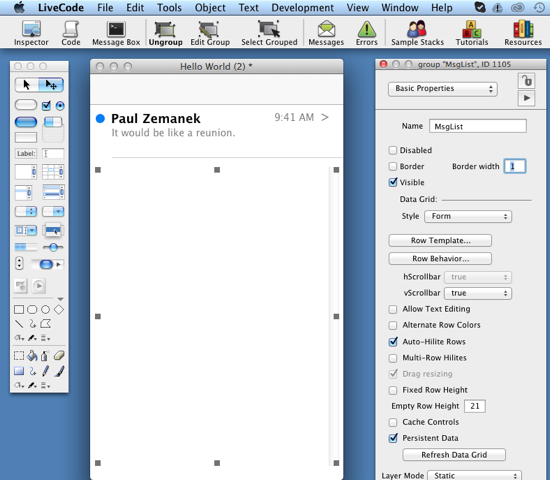 LiveCode File Edit Tools Object Text Development View Window Help
Inspector Code Message Box Ungroup Edit Group Select Grouped Messages Errors Sample Stacks Tutorials Resources
Hello World (2) *
Paul Zemanek 9:41 AM >
It would be like a reunion.
Label:
group "MsgList", ID 1105
Basic Properties
Name MsgList
Disabled
Border Border width 1
Visible
Data Grid:
Style Form
Row Template...
Row Behavior...
hScrollbar true
vScrollbar true
Allow Text Editing
Alternate Row Colors
Auto-Hilite Rows
Multi-Row Hilites
Drag resizing
Fixed Row Height
Empty Row Height 21
Cache Controls
Persistent Data
Refresh Data Grid
Layer Mode Static